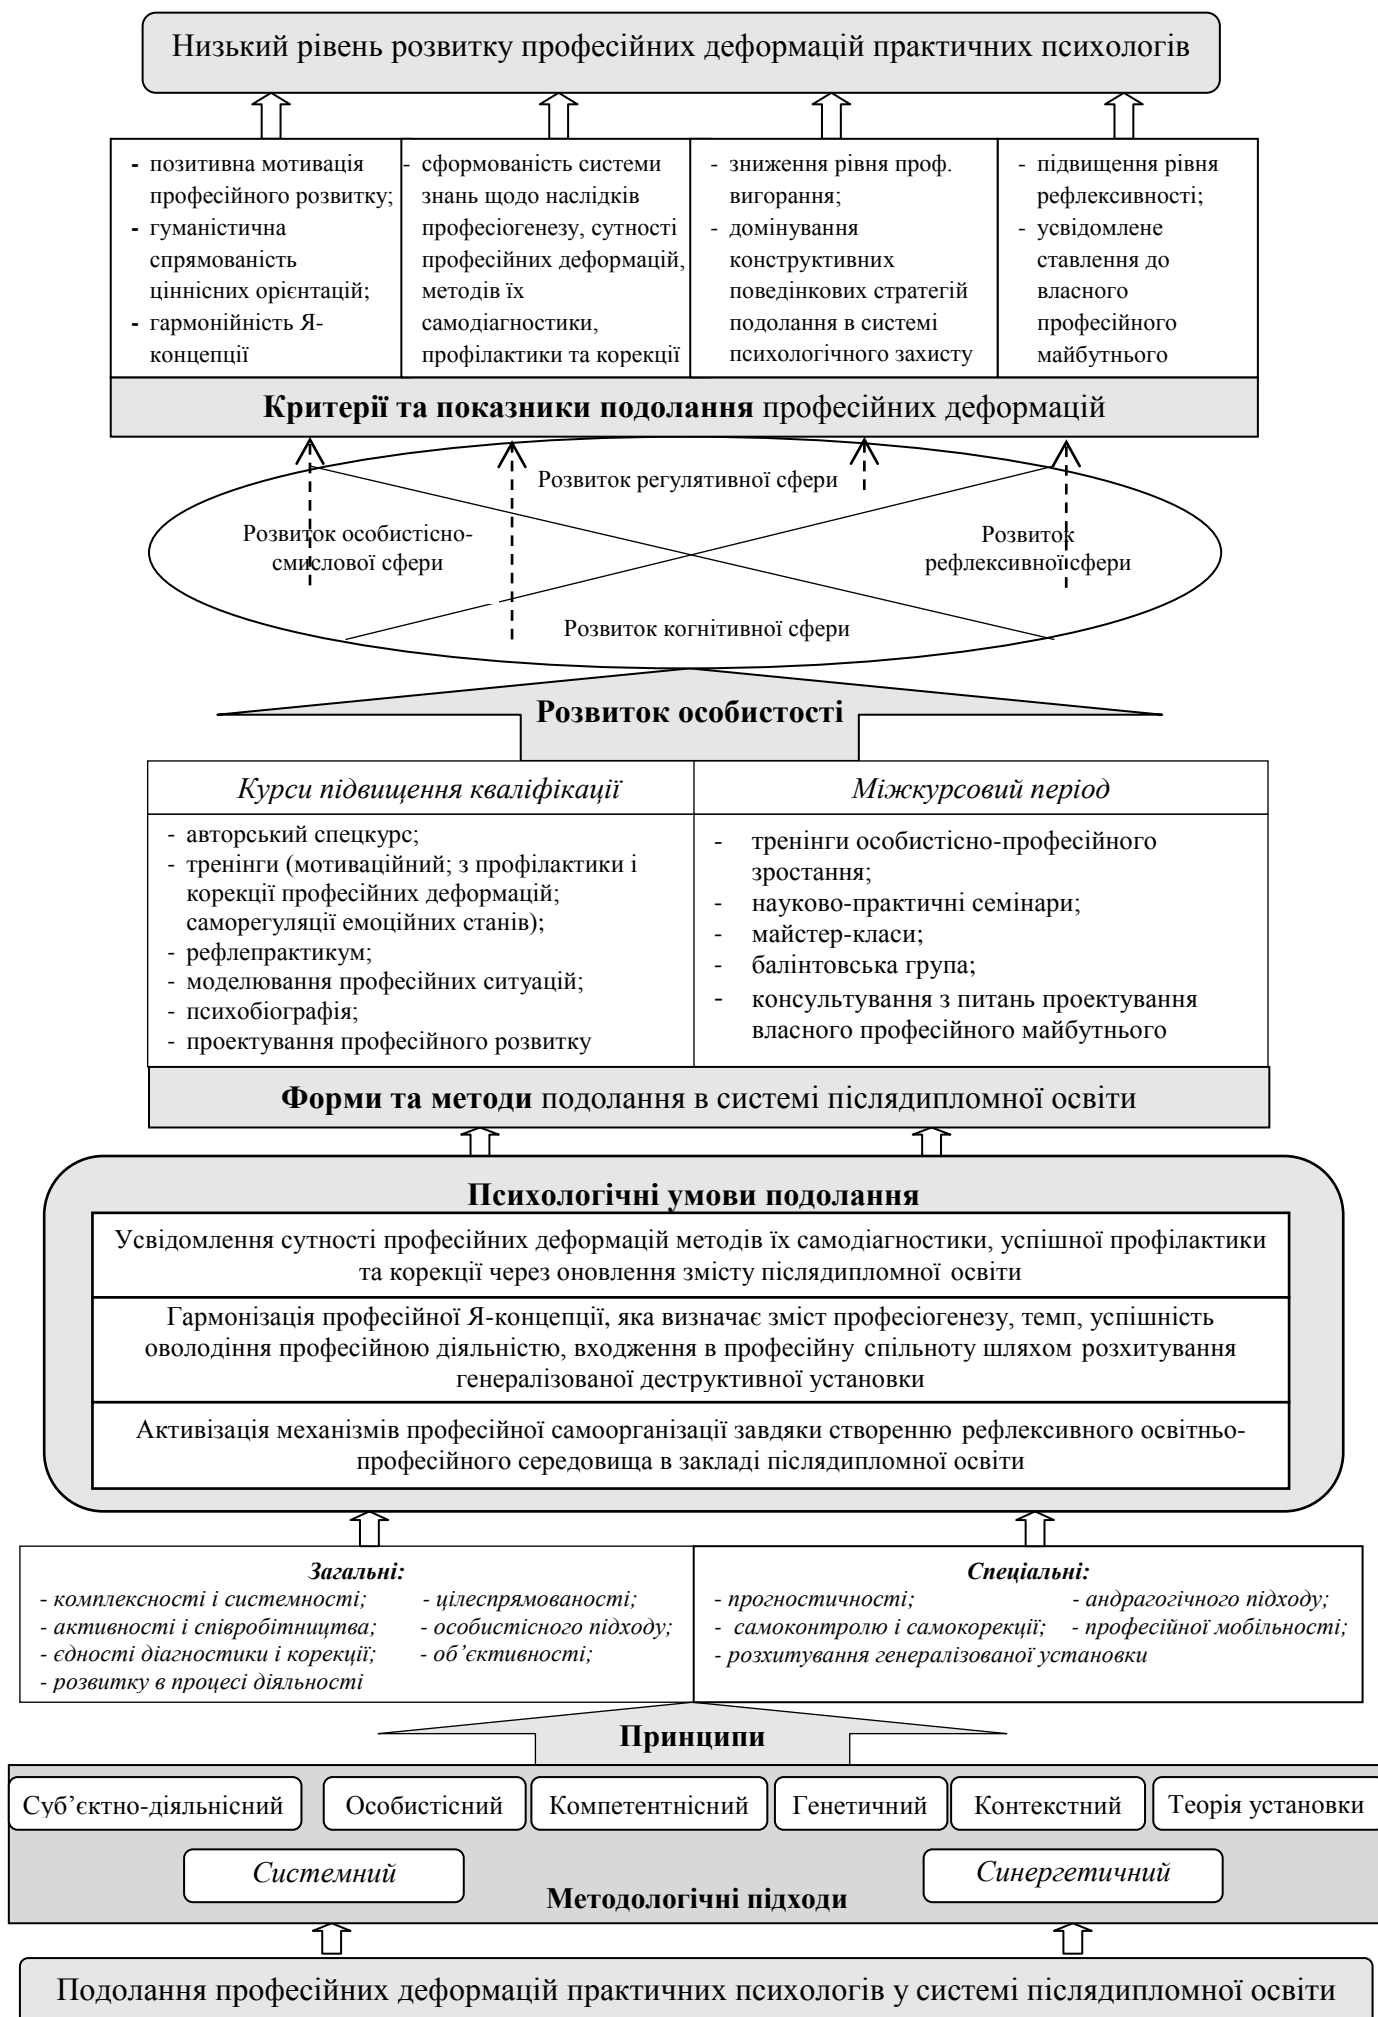 Низький рівень розвитку професійних деформацій практичних психологів
- позитивна мотивація
професійного розвитку;
- гуманістична
спрямованість
ціннісних орієнтацій;
- гармонійність Я-
концепції
- сформованість системи
знань щодо наслідків
професіогенезу, сутності
професійних деформацій,
методів їх
самодіагностики,
профілактики та корекції
- зниження рівня проф.
вигорання;
- домінування
конструктивних
поведінкових стратегій
подолання в системі
психологічного захисту
- підвищення рівня
рефлексивності;
- усвідомлене
ставлення до
власного
професійного
майбутнього
Критерії та показники подолання професійних деформацій
Розвиток регулятивної сфери
Розвиток особистісно-
смислової сфери
Розвиток
рефлексивної сфери
Розвиток когнітивної сфери
Розвиток особистості
Курси підвищення кваліфікації
- авторський спецкурс;
- тренінги (мотиваційний; з профілактики і
корекції професійних деформацій;
саморегуляції емоційних станів);
- рефлепрактикум;
- моделювання професійних ситуацій;
- психобіографія;
- проектування професійного розвитку
Міжкурсовий період
- тренінги особистісно-професійного
зростання;
- науково-практичні семінари;
- майстер-класи;
- балінтовська група;
- консультування з питань проектування
власного професійного майбутнього
Форми та методи подолання в системі післядипломної освіти
Психологічні умови подолання
Усвідомлення сутності професійних деформацій методів їх самодіагностики, успішної профілактики
та корекції через оновлення змісту післядипломної освіти
Гармонізація професійної Я-концепції, яка визначає зміст професіогенезу, темп, успішність
оволодіння професійною діяльністю, входження в професійну спільноту шляхом розхитування
генералізованої деструктивної установки
Активізація механізмів професійної самоорганізації завдяки створенню рефлексивного освітньо-
професійного середовища в закладі післядипломної освіти
Загальні:
- комплексності і системності; - цілеспрямованості;
- активності і співробітництва; - особистісного підходу;
- єдності діагностики і корекції; - об’єктивності;
- розвитку в процесі діяльності
Спеціальні:
- прогностичності; - андрагогічного підходу;
- самоконтролю і самокорекції; - професійної мобільності;
- розхитування генералізованої установки
Принципи
Суб’єктно-діяльнісний Особистісний Компетентнісний Генетичний Контекстний Теорія установки
Системний Синергетичний
Методологічні підходи
Подолання професійних деформацій практичних психологів у системі післядипломної освіти